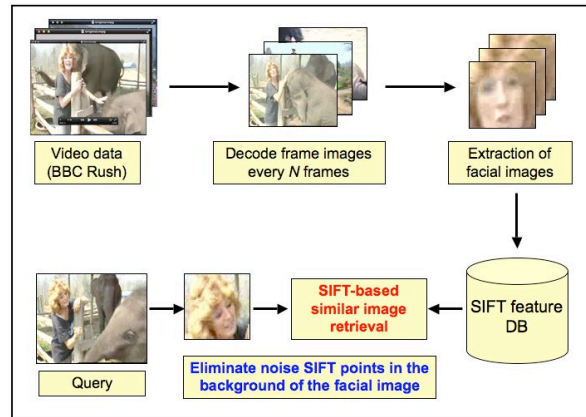 Video data
(BBC Rush)
Decode frame images
every N frames
Extraction of
facial images
SIFT-based
similar image
retrieval
SIFT feature
DB
Query
Eliminate noise SIFT points in the
background of the facial image